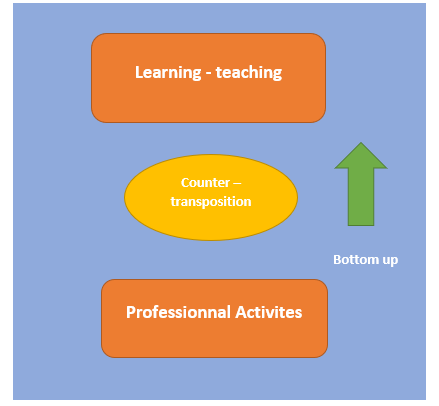 Learning - teaching
Counter –
transposition
Bottom up
Professionnal Activites